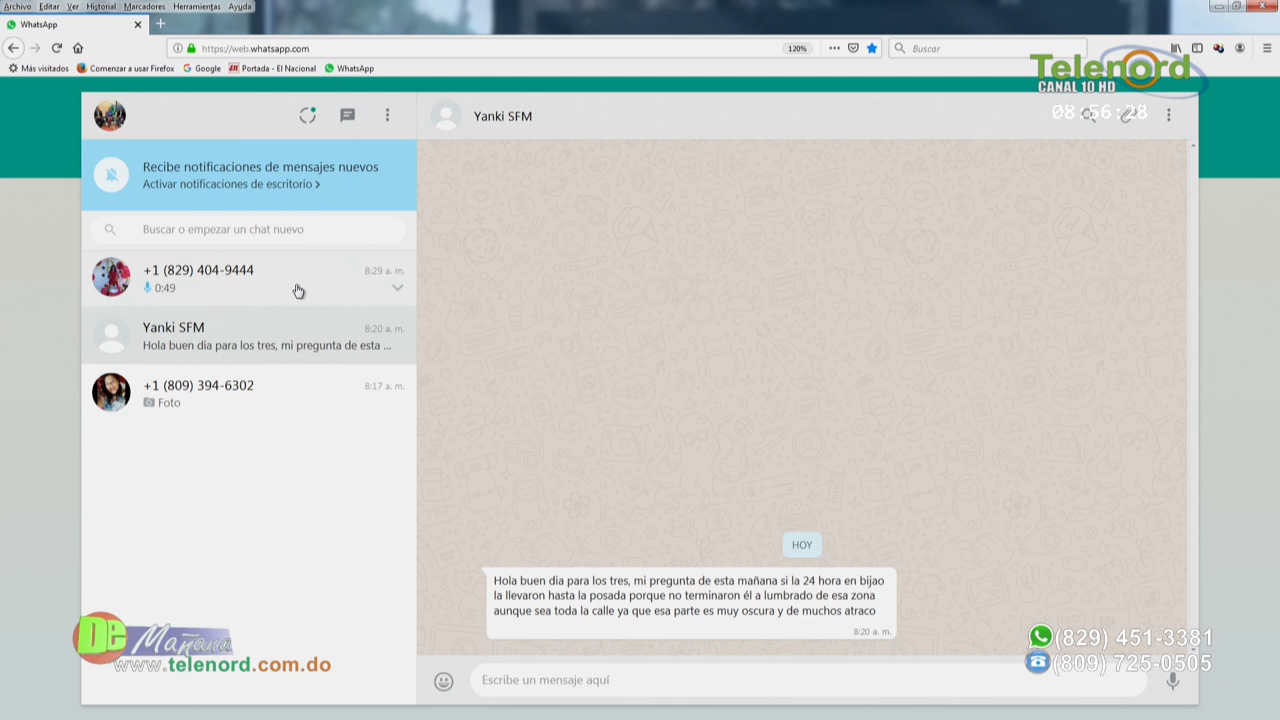 Archivo Editar Ver Historial Marcadores Herramientas Ayuda
WhatsApp
https://web.whatsapp.com
120%
Buscar
Más visitados Comenzar a usar Firefox Google Portada - El Nacional WhatsApp
Telenord
CANAL 10 HD
08:56:28
Yanki SFM
Recibe notificaciones de mensajes nuevos
Activar notificaciones de escritorio >
Buscar o empezar un chat nuevo
+1 (829) 404-9444 8:29 a. m.
0:49
Yanki SFM 8:20 a. m.
Hola buen dia para los tres, mi pregunta de esta ...
+1 (809) 394-6302 8:17 a. m.
Foto
HOY
Hola buen dia para los tres, mi pregunta de esta mañana si la 24 hora en bijao
la llevaron hasta la posada porque no terminaron él a lumbrado de esa zona
aunque sea toda la calle ya que esa parte es muy oscura y de muchos atraco
8:20 a. m.
Escribe un mensaje aquí
De Mañana
www.telenord.com.do
(829) 451-3381
(809) 725-0505